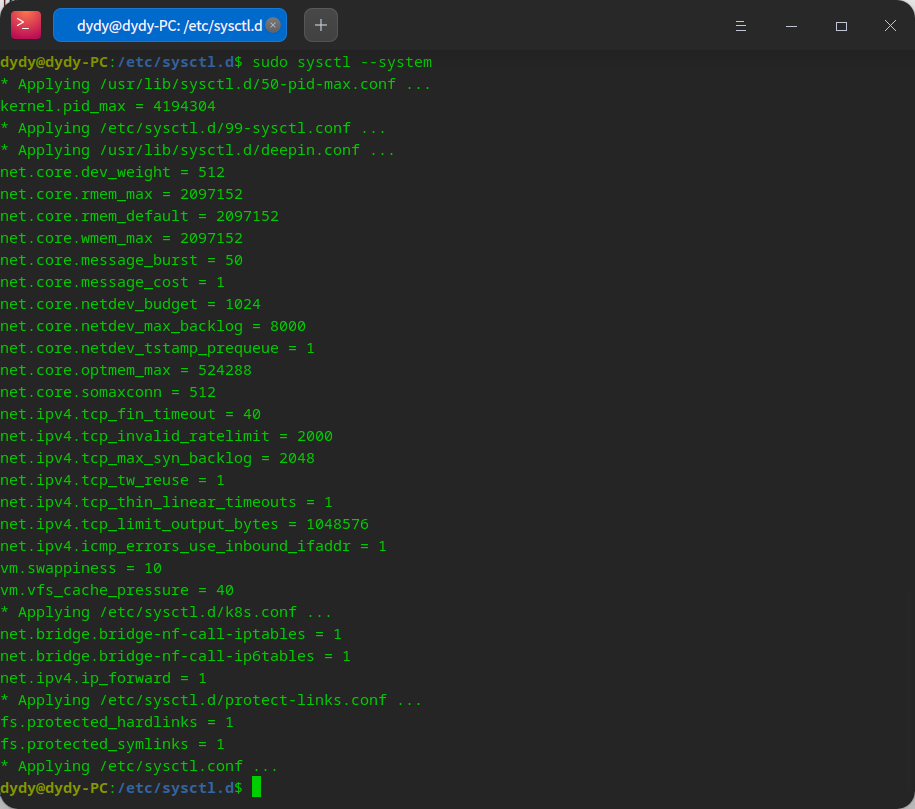 dydy@dydy-PC: /etc/sysctl.d
dydy@dydy-PC:/etc/sysctl.d$ sudo sysctl --system
* Applying /usr/lib/sysctl.d/50-pid-max.conf ...
kernel.pid_max = 4194304
* Applying /etc/sysctl.d/99-sysctl.conf ...
* Applying /usr/lib/sysctl.d/deepin.conf ...
net.core.dev_weight = 512
net.core.rmem_max = 2097152
net.core.rmem_default = 2097152
net.core.wmem_max = 2097152
net.core.message_burst = 50
net.core.message_cost = 1
net.core.netdev_budget = 1024
net.core.netdev_max_backlog = 8000
net.core.netdev_tstamp_prequeue = 1
net.core.optmem_max = 524288
net.core.somaxconn = 512
net.ipv4.tcp_fin_timeout = 40
net.ipv4.tcp_invalid_ratelimit = 2000
net.ipv4.tcp_max_syn_backlog = 2048
net.ipv4.tcp_tw_reuse = 1
net.ipv4.tcp_thin_linear_timeouts = 1
net.ipv4.tcp_limit_output_bytes = 1048576
net.ipv4.icmp_errors_use_inbound_ifaddr = 1
vm.swappiness = 10
vm.vfs_cache_pressure = 40
* Applying /etc/sysctl.d/k8s.conf ...
net.bridge.bridge-nf-call-iptables = 1
net.bridge.bridge-nf-call-ip6tables = 1
net.ipv4.ip_forward = 1
* Applying /etc/sysctl.d/protect-links.conf ...
fs.protected_hardlinks = 1
fs.protected_symlinks = 1
* Applying /etc/sysctl.conf ...
dydy@dydy-PC:/etc/sysctl.d$